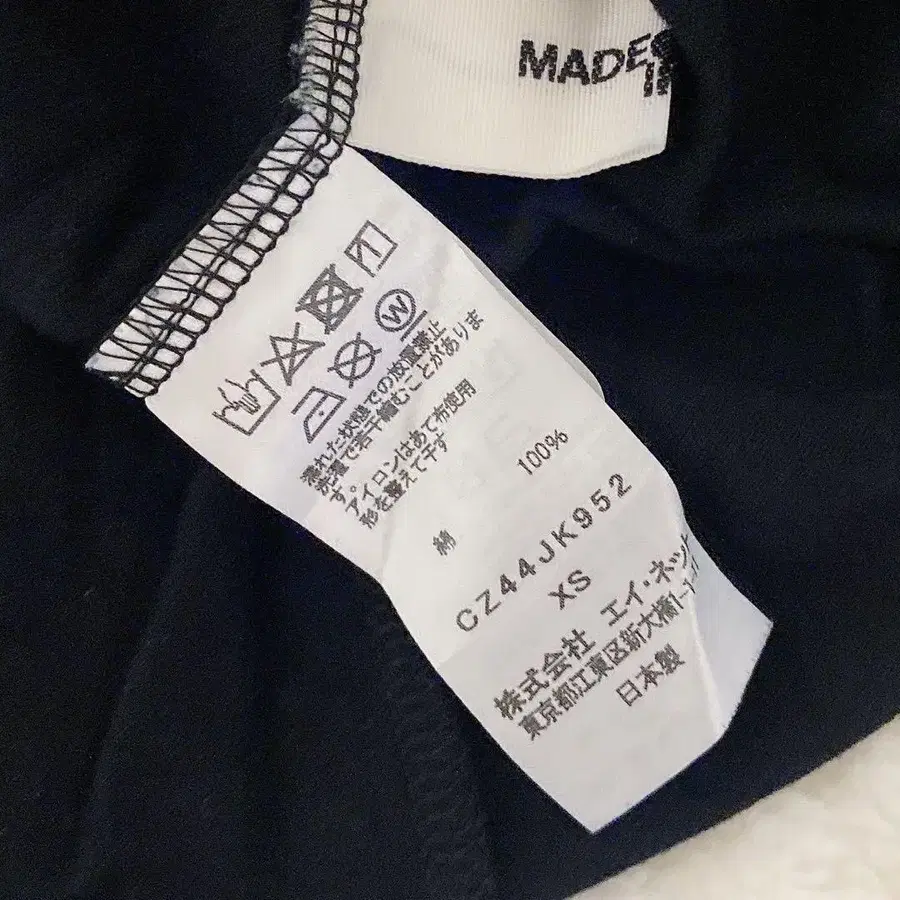 MADE
濡れた状態での放置禁止
洗濯で若干縮むことがありま
す。
アイロンはあて布使用
形を整えて干す
綿 100%
CZ44JK952
XS
株式会社 エイ・ネット
東京都江東区新大橋1-1-11
日本製